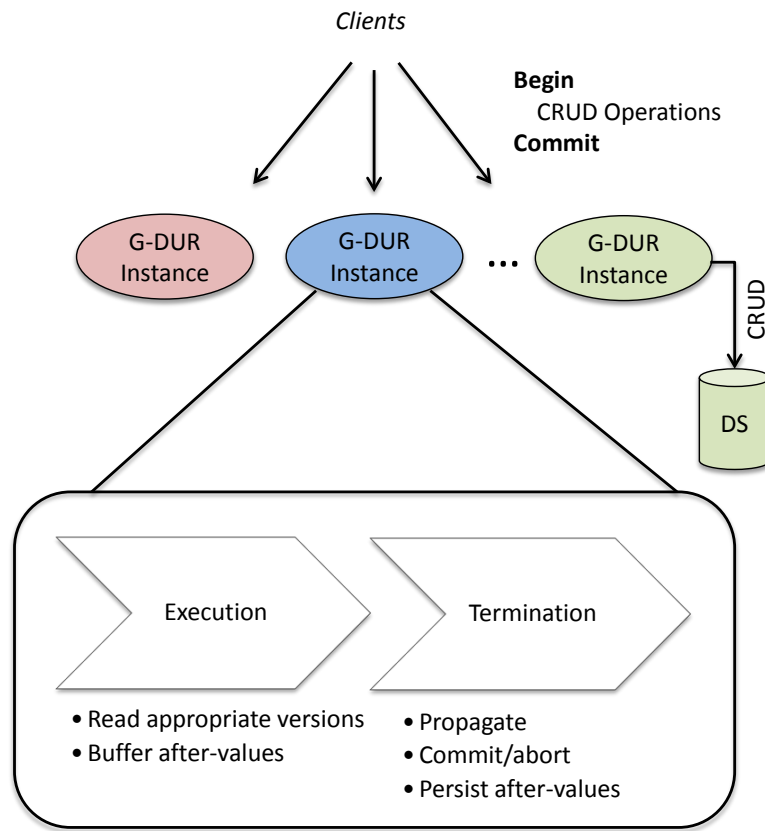 Clients
Begin
CRUD Operations
Commit
G-DUR
Instance
G-DUR
Instance
...
G-DUR
Instance
CRUD
DS
Execution
Termination
• Read appropriate versions
• Buffer after-values
• Propagate
• Commit/abort
• Persist after-values